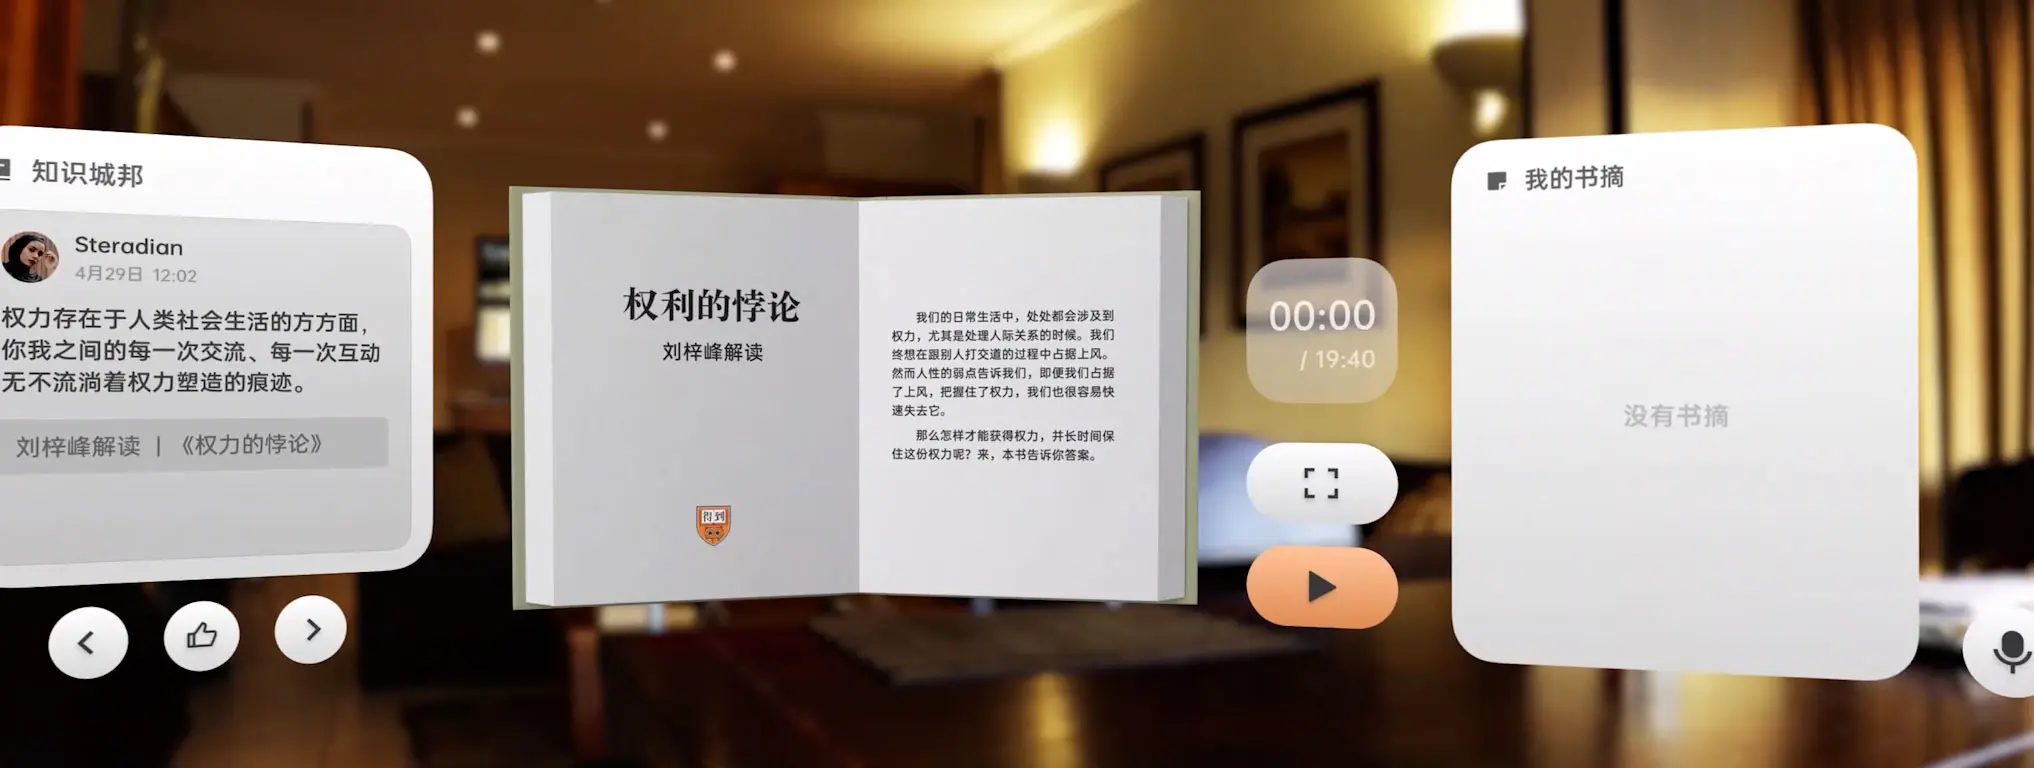 知识城邦
Steradian
4月29日 12:02
权力存在于人类社会生活的方方面，
你我之间的每一次交流、每一次互动
无不流淌着权力塑造的痕迹。
刘梓峰解读 | 《权力的悖论》
权利的悖论
刘梓峰解读
得到
我们的日常生活中，处处都会涉及到
权力，尤其是处理人际关系的时候。我们
终想在跟别人打交道的过程中占据上风。
然而人性的弱点告诉我们，即便我们占据
了上风，把握住了权力，我们也很容易快
速失去它。
那么怎样才能获得权力，并长时间保
住这份权力呢？来，本书告诉你答案。
00:00
/ 19:40
我的书摘
没有书摘